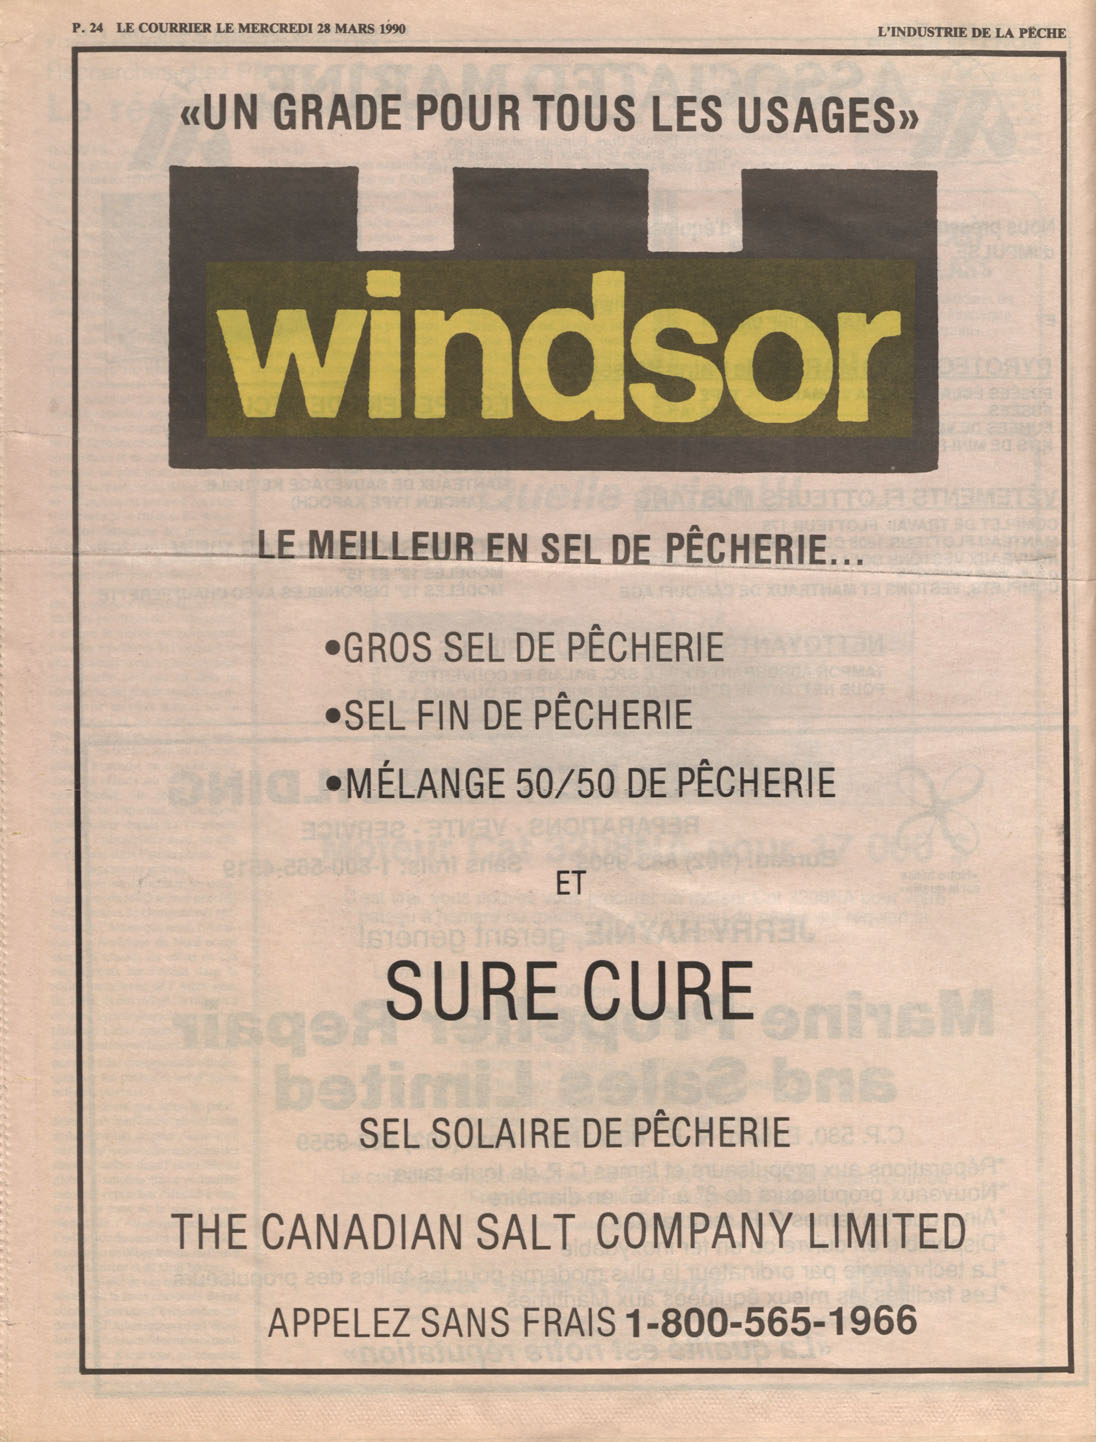 P. 24 LE COURRIER LE MERCREDI 28 MARS 1990
L'INDUSTRIE DE LA PÊCHE
«UN GRADE POUR TOUS LES USAGES»
windsor
LE MEILLEUR EN SEL DE PÊCHERIE...
•GROS SEL DE PÊCHERIE
•SEL FIN DE PÊCHERIE
•MÉLANGE 50/50 DE PÊCHERIE
ET
SURE CURE
SEL SOLAIRE DE PÊCHERIE
THE CANADIAN SALT COMPANY LIMITED
APPELEZ SANS FRAIS 1-800-565-1966